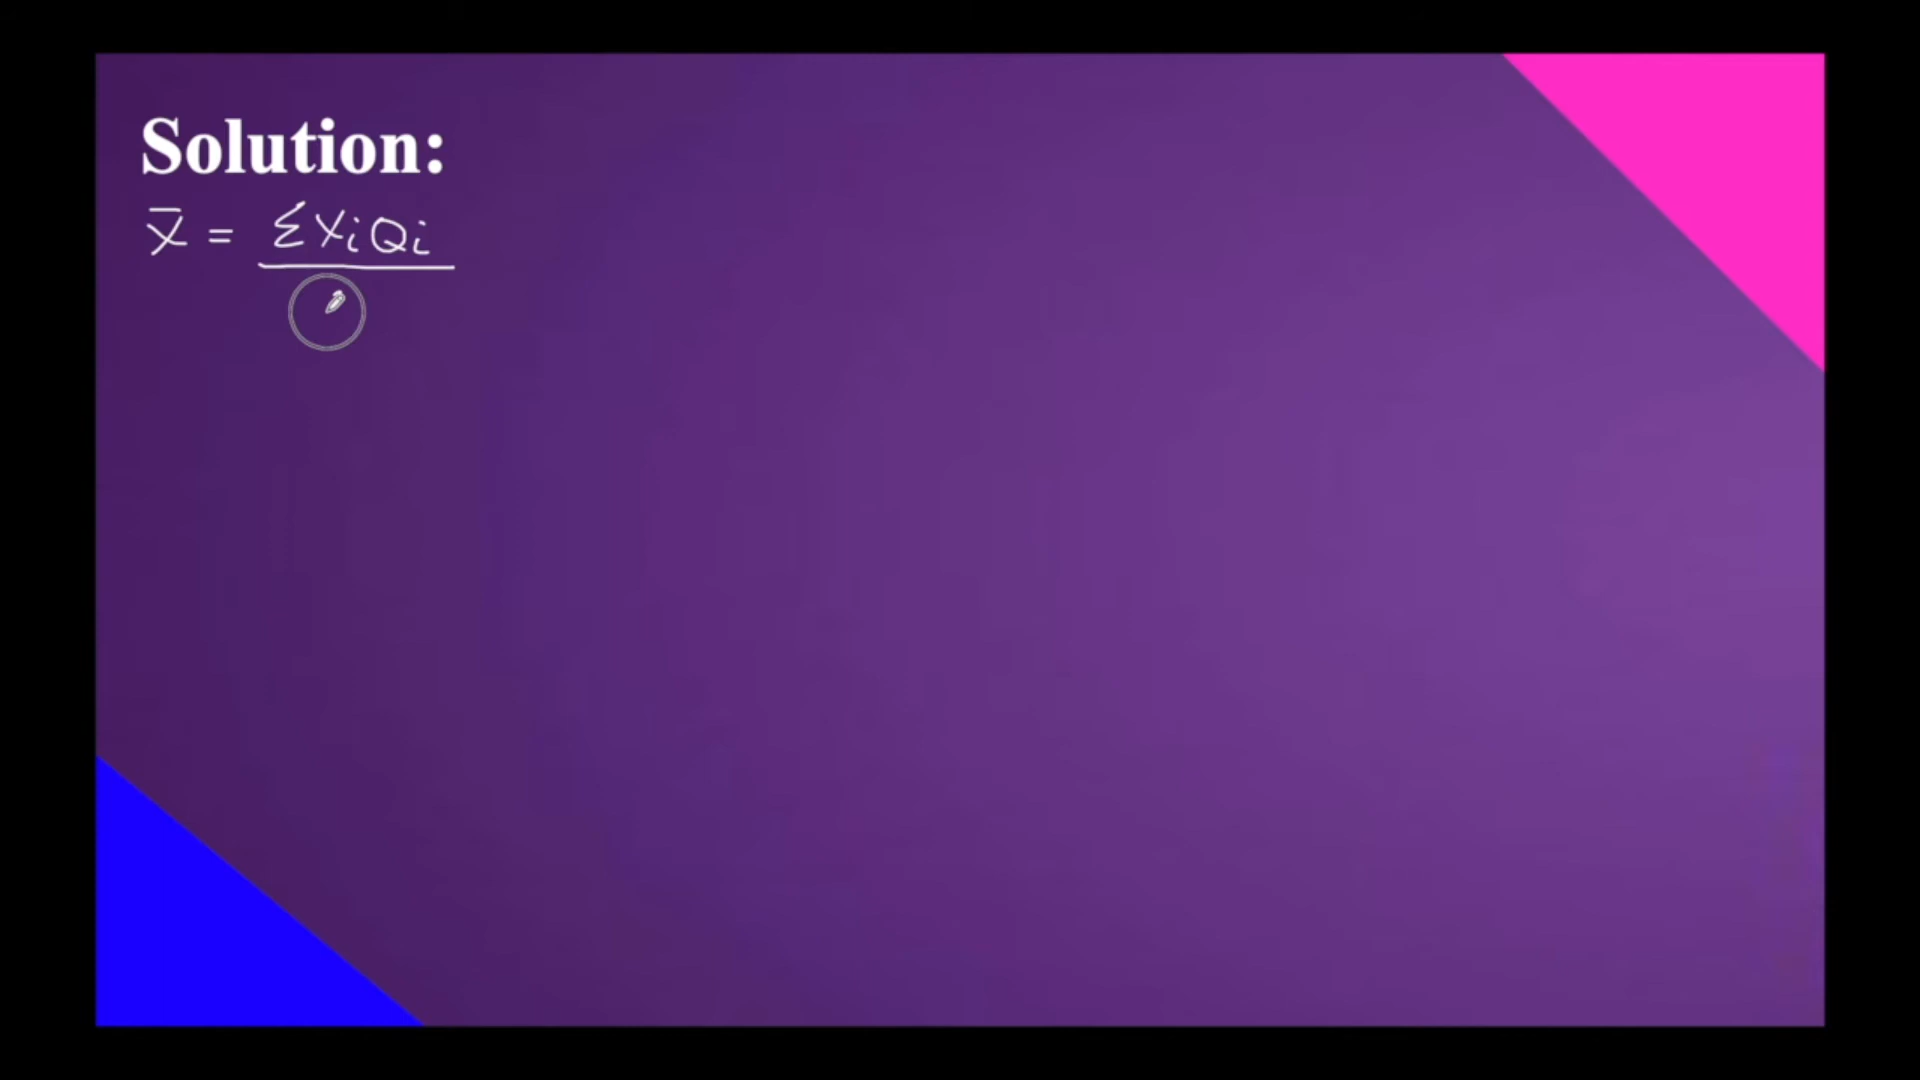 Solution:
x̄ = ΣXiQi